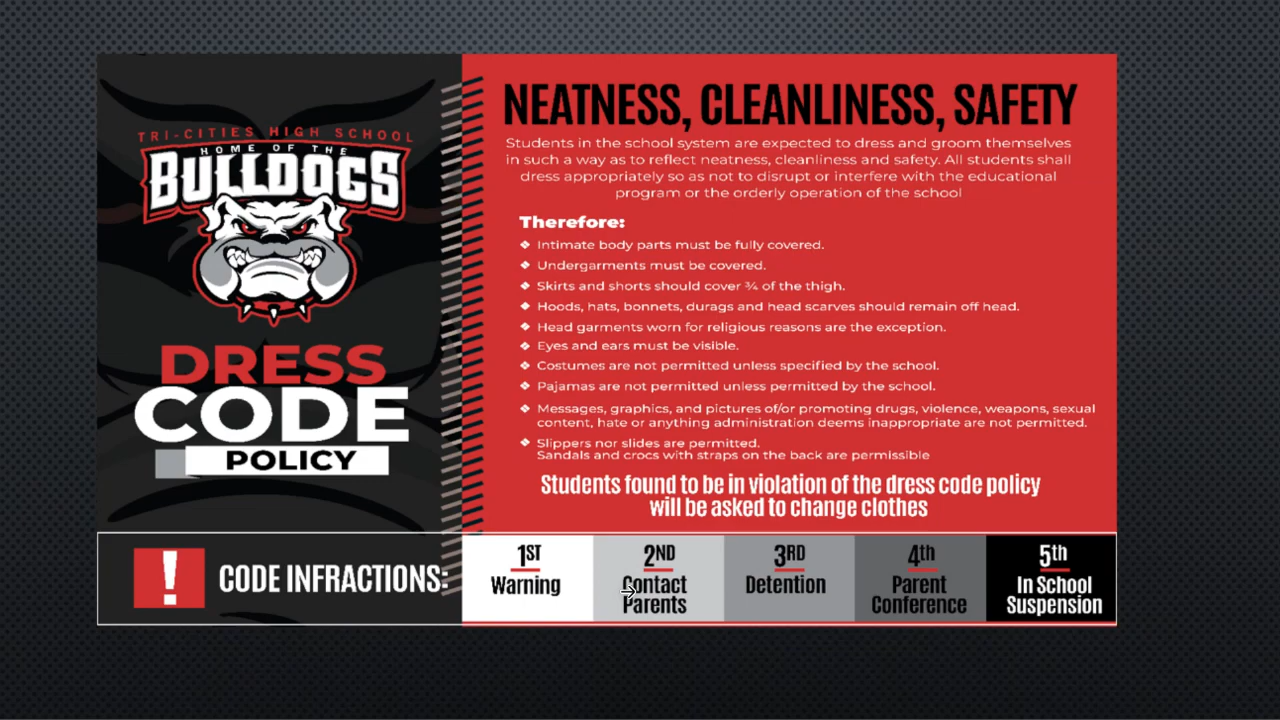 TRI-CITIES HIGH SCHOOL
HOME OF THE
BULLDOGS
DRESS
CODE
POLICY
NEATNESS, CLEANLINESS, SAFETY
Students in the school system are expected to dress and groom themselves
in such a way as to reflect neatness, cleanliness and safety. All students shall
dress appropriately so as not to disrupt or interfere with the educational
program or the orderly operation of the school
Therefore:
❖ Intimate body parts must be fully covered.
❖ Undergarments must be covered.
❖ Skirts and shorts should cover ¾ of the thigh.
❖ Hoods, hats, bonnets, durags and head scarves should remain off head.
❖ Head garments worn for religious reasons are the exception.
❖ Eyes and ears must be visible.
❖ Costumes are not permitted unless specified by the school.
❖ Pajamas are not permitted unless permitted by the school.
❖ Messages, graphics, and pictures of/or promoting drugs, violence, weapons, sexual
content, hate or anything administration deems inappropriate are not permitted.
❖ Slippers nor slides are permitted.
Sandals and crocs with straps on the back are permissible
Students found to be in violation of the dress code policy
will be asked to change clothes
! CODE INFRACTIONS:
1ST
Warning
2ND
Contact
Parents
3RD
Detention
4th
Parent
Conference
5th
In School
Suspension